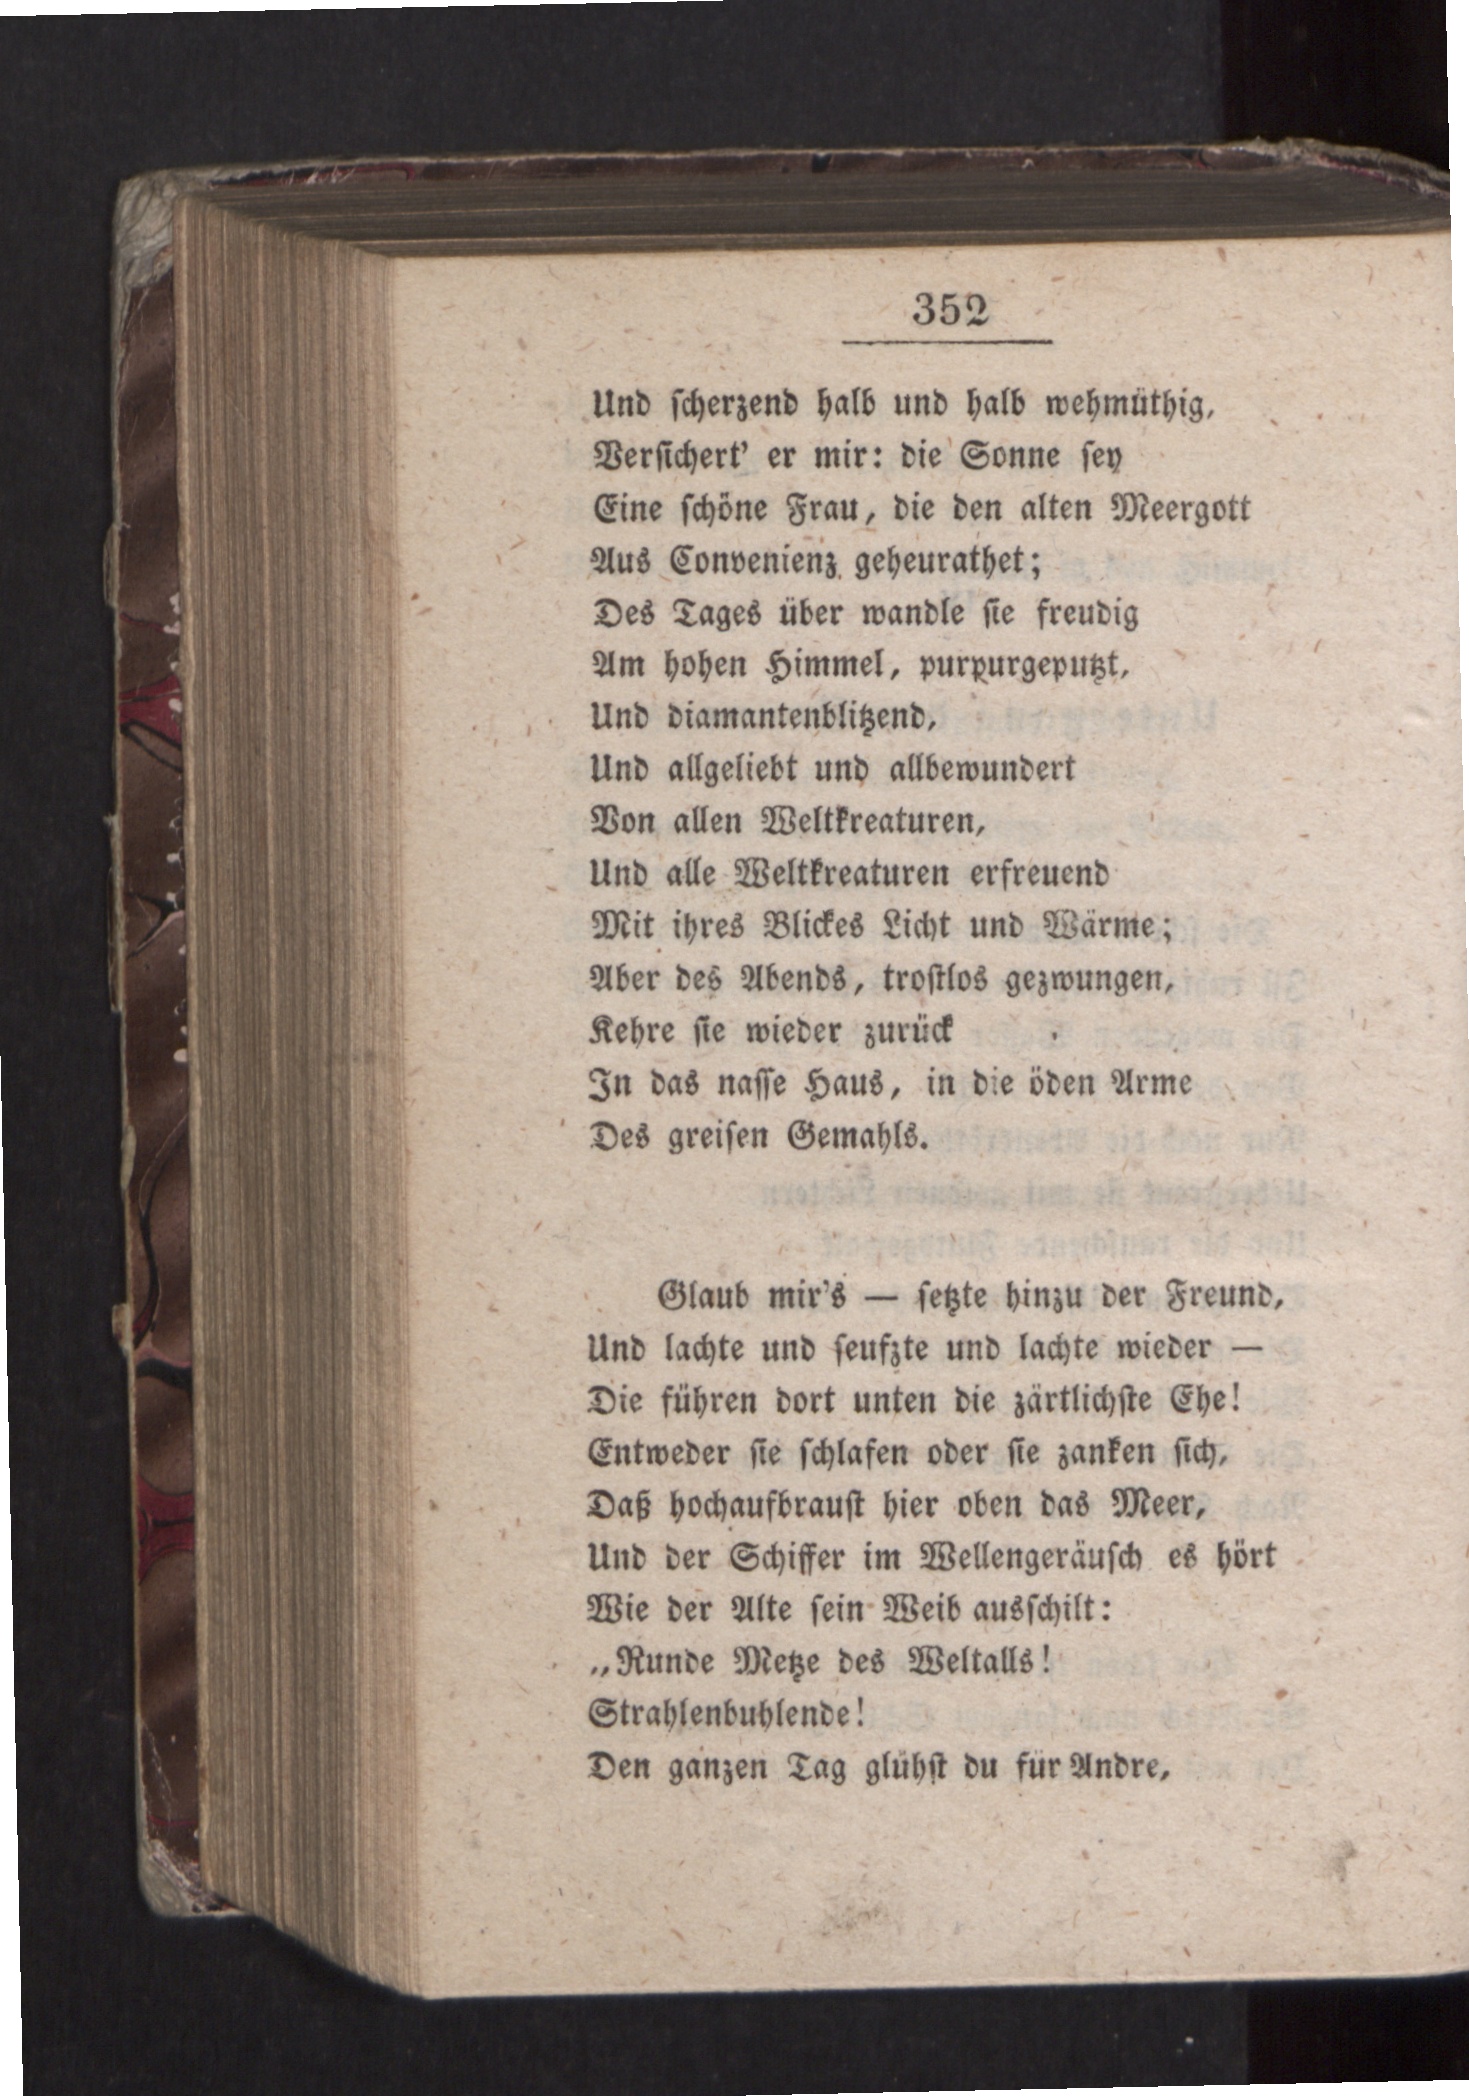 352
Und scherzend halb und halb wehmüthig,
Versichert' er mir: die Sonne sey
Eine schöne Frau, die den alten Meergott
Aus Convenienz geheurathet;
Des Tages über wandle sie freudig
Am hohen Himmel, purpurgeputzt,
Und diamantenblitzend,
Und allgeliebt und allbewundert
Von allen Weltkreaturen,
Und alle Weltkreaturen erfreuend
Mit ihres Blickes Licht und Wärme;
Aber des Abends, trostlos gezwungen,
Kehre sie wieder zurück
In das nasse Haus, in die öden Arme
Des greisen Gemahls.
Glaub mir's — setzte hinzu der Freund,
Und lachte und seufzte und lachte wieder —
Die führen dort unten die zärtlichste Ehe!
Entweder sie schlafen oder sie zanken sich,
Daß hochaufbraust hier oben das Meer,
Und der Schiffer im Wellengeräusch es hört
Wie der Alte sein Weib ausschilt:
„Runde Metze des Weltalls!
Strahlenbuhlende!
Den ganzen Tag glühst du für Andre,